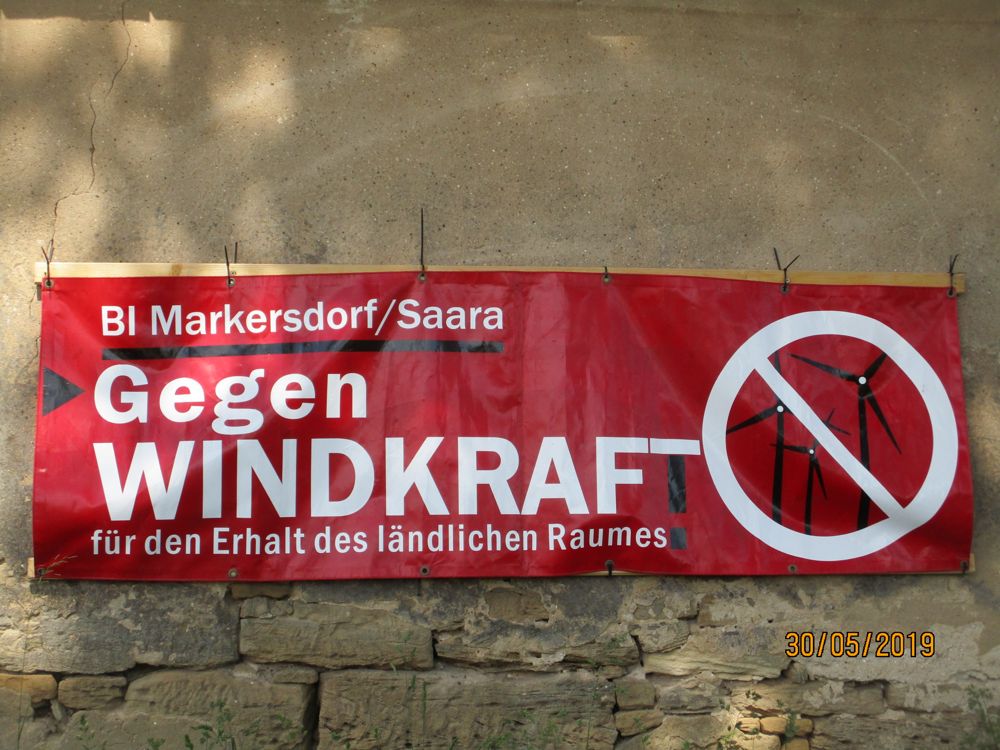 BI Markersdorf/Saara
Gegen
WINDKRAFT!
für den Erhalt des ländlichen Raumes
30/05/2019